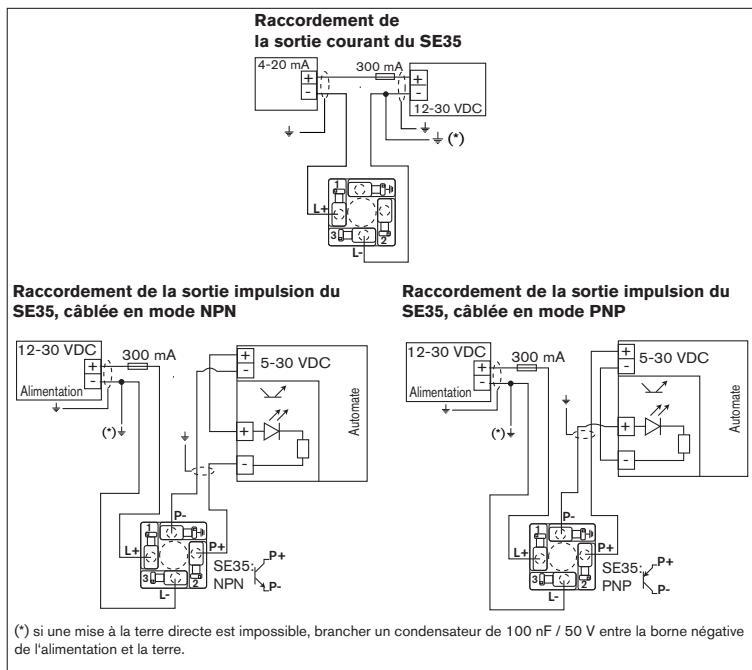 Raccordement de
la sortie courant du SE35
4-20 mA
+
-
300 mA
+
-
12-30 VDC
(*)
1
L+
3
2
L-
Raccordement de la sortie impulsion du
SE35, câblée en mode NPN
12-30 VDC
+
-
Alimentation
300 mA
(*)
+
-
5-30 VDC
+
-
Automate
P-
1
L+
P+
3
2
L-
SE35:
NPN
P+
P-
Raccordement de la sortie impulsion du
SE35, câblée en mode PNP
12-30 VDC
+
-
Alimentation
300 mA
(*)
+
-
5-30 VDC
+
-
Automate
P-
1
L+
P+
3
2
L-
SE35:
PNP
P+
P-
(*) si une mise à la terre directe est impossible, brancher un condensateur de 100 nF / 50 V entre la borne négative
de l'alimentation et la terre.